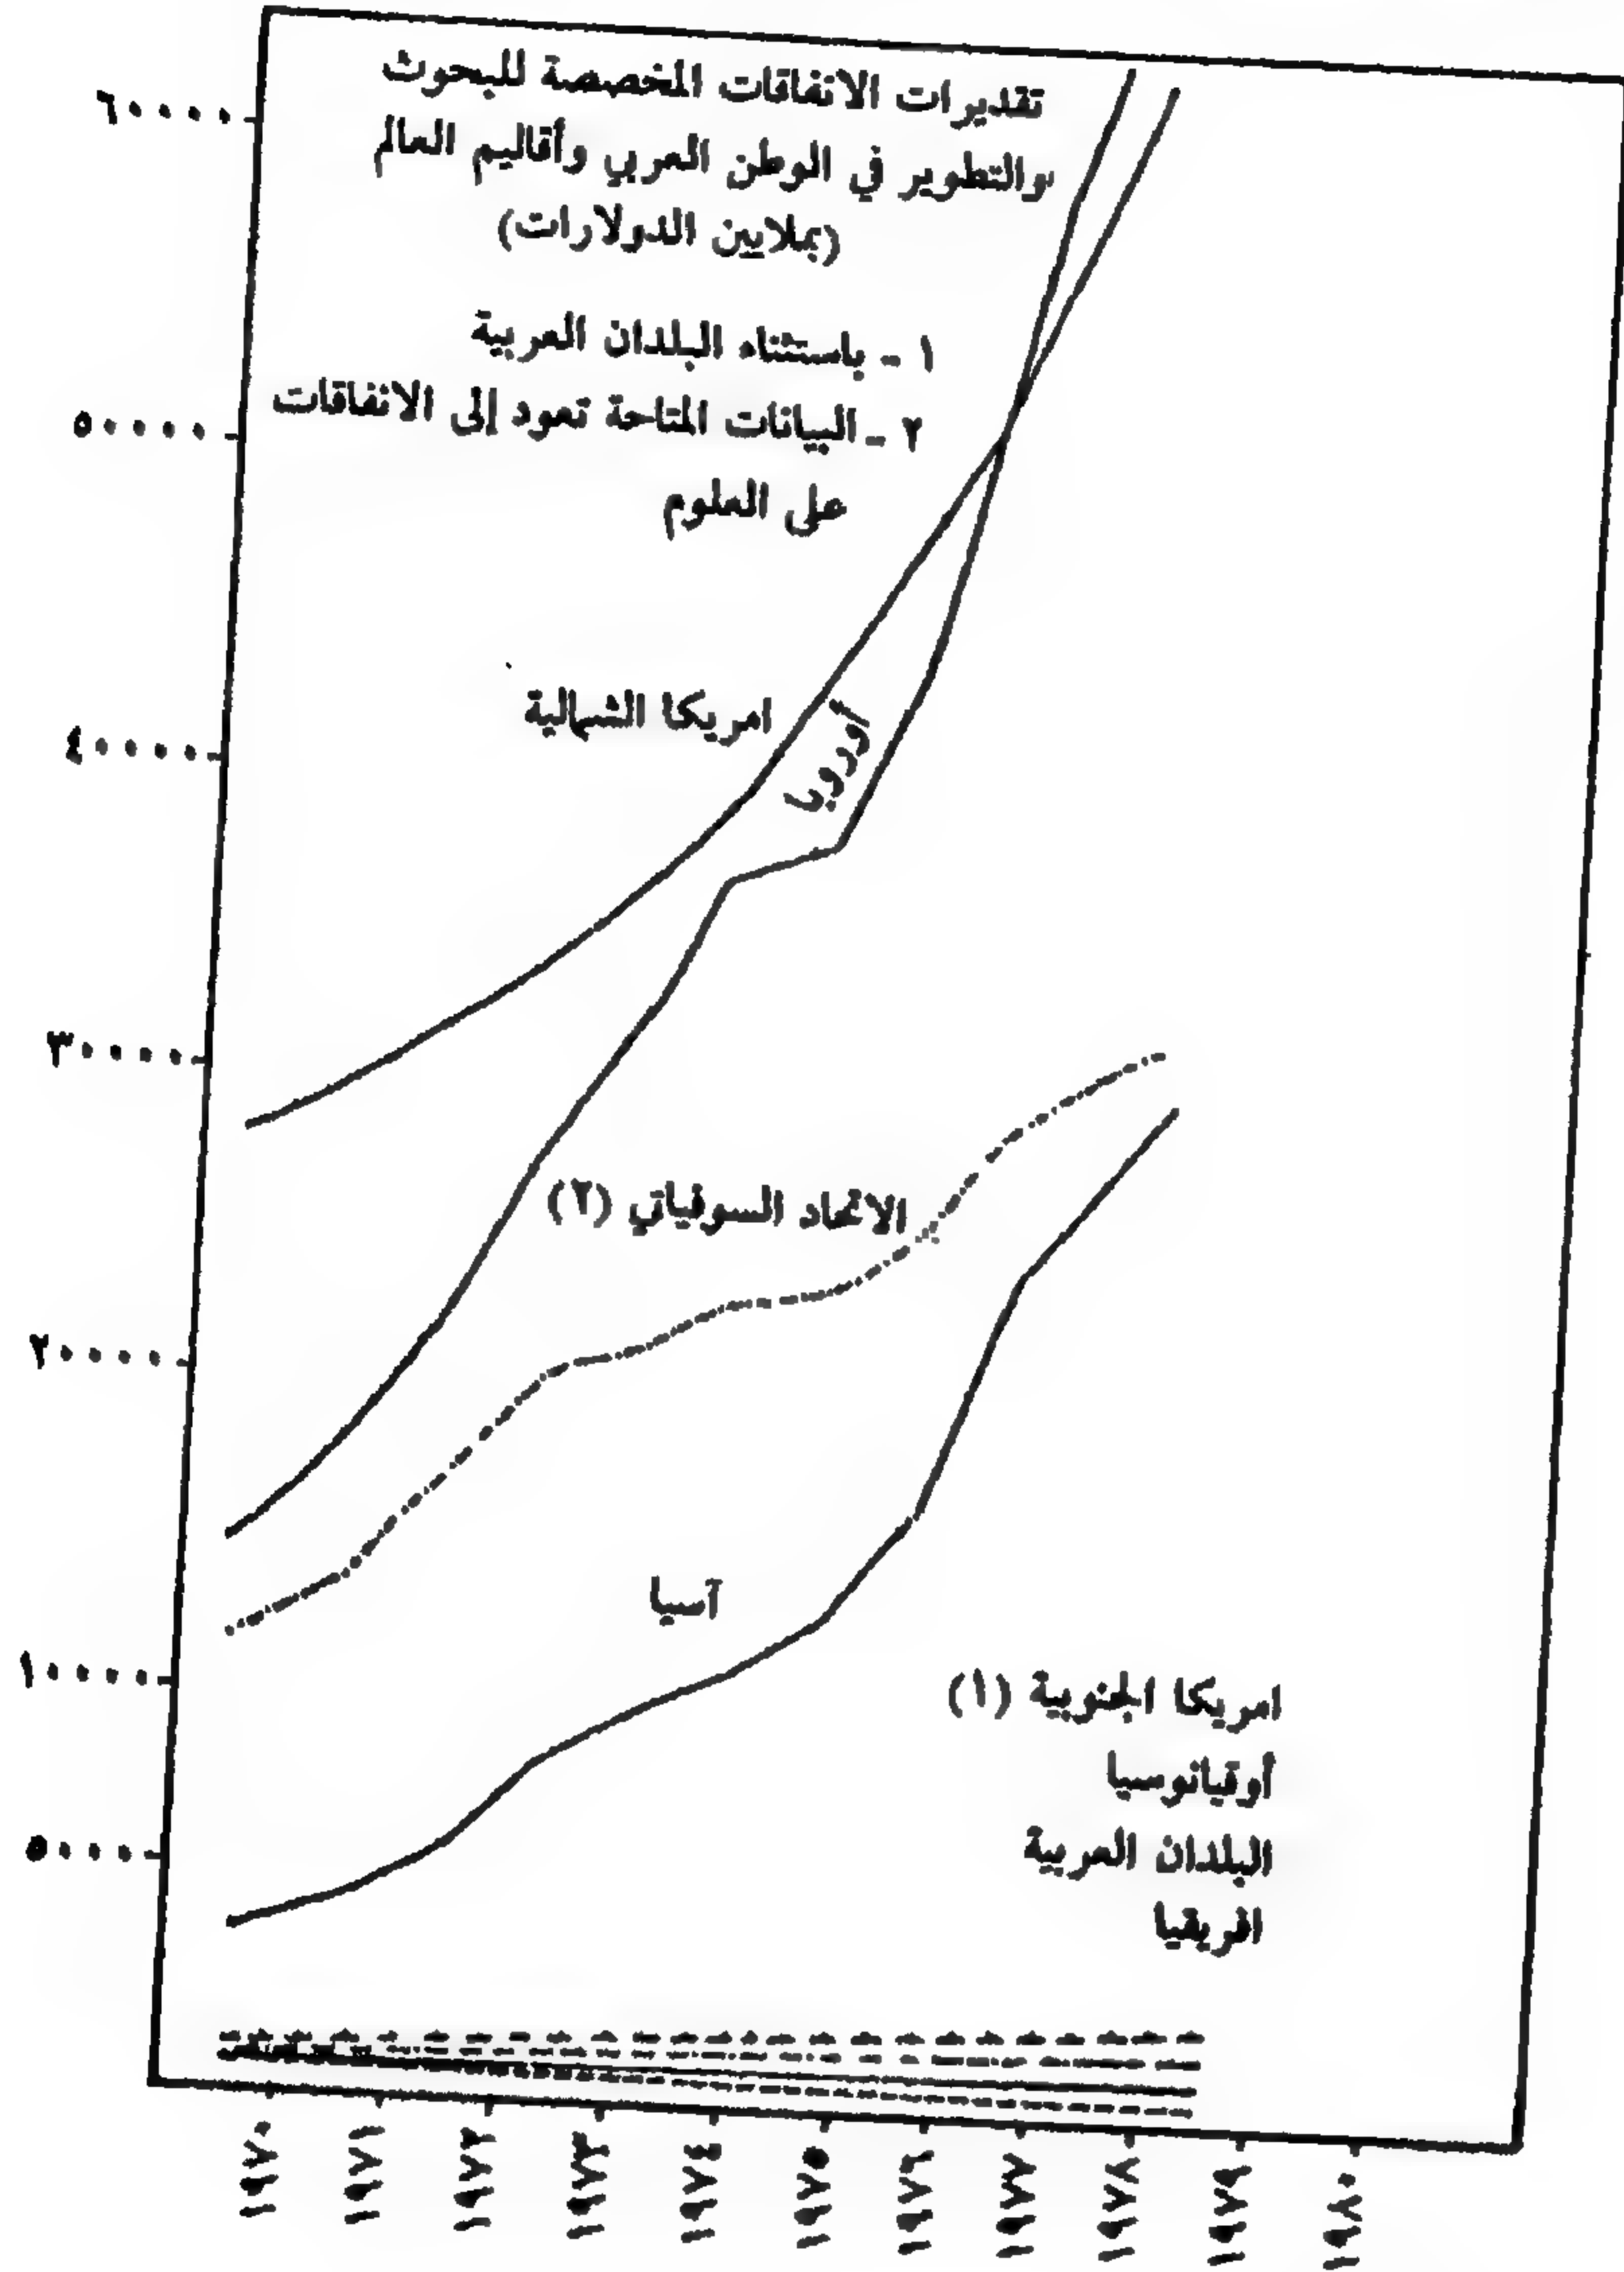 تقديرات الانفاقات المخصصة للبحوث
والتطوير في الوطن العربي وأقاليم العالم
(بملايين الدولارات)
١ - باستثناء البلدان العربية
٢ - البيانات المتاحة تعود إلى الانفاقات
على العلوم
٦٠٠٠٠
٥٠٠٠٠
٤٠٠٠٠
٣٠٠٠٠
٢٠٠٠٠
١٠٠٠٠
٥٠٠٠
امريكا الشمالية
أوروبا
الاتحاد السوفياتي (٢)
آسيا
امريكا الجنوبية (١)
أوقيانوسيا
البلدان العربية
افريقيا
١٩٧٠
١٩٧١
١٩٧٢
١٩٧٣
١٩٧٤
١٩٧٥
١٩٧٦
١٩٧٧
١٩٧٨
١٩٧٩
١٩٨٠